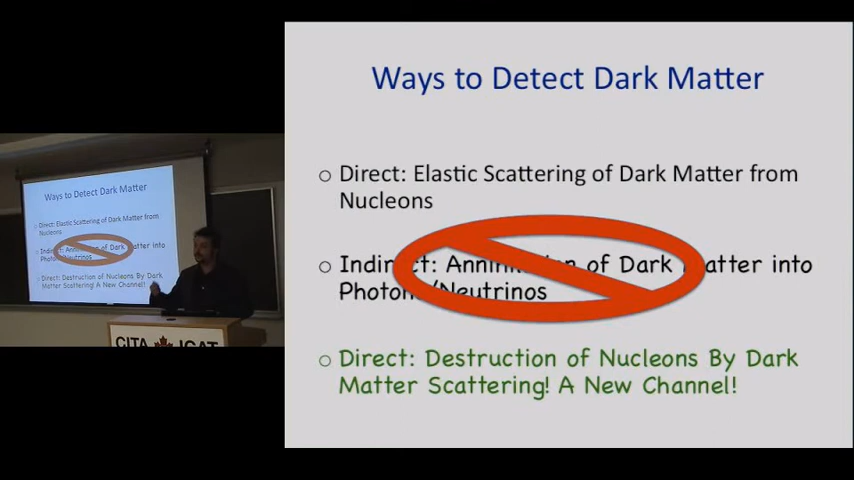 Ways to Detect Dark Matter
Direct: Elastic Scattering of Dark Matter from
Nucleons
Indirect: Annihilation of Dark Matter into
Photons/Neutrinos
Direct: Destruction of Nucleons By Dark
Matter Scattering! A New Channel!
Ways to Detect Dark Matter
Direct: Elastic Scattering of Dark Matter from
Nucleons
Indirect: Annihilation of Dark Matter into
Photons/Neutrinos
Direct: Destruction of Nucleons By Dark
Matter Scattering! A New Channel!
CITA ICAT